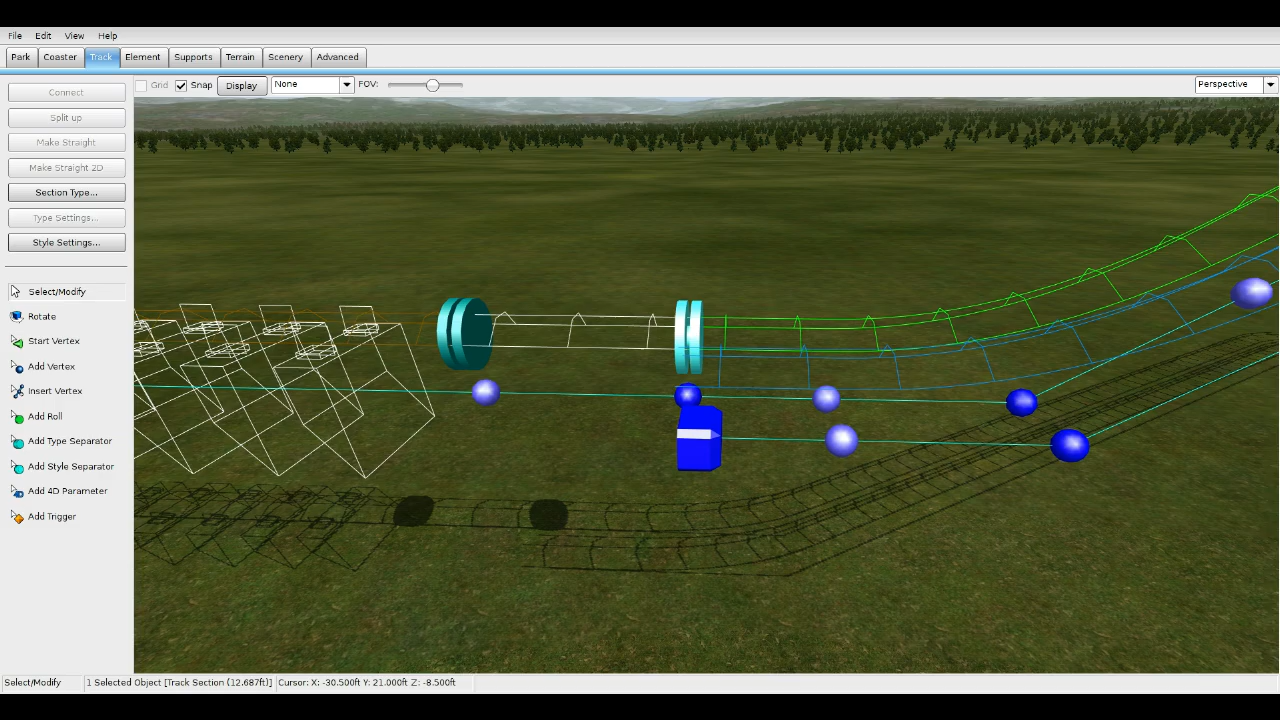 File Edit View Help
Park Coaster Track Element Supports Terrain Scenery Advanced
Grid Snap Display None FOV: Perspective
Connect
Split up
Make Straight
Make Straight 2D
Section Type...
Type Settings...
Style Settings...
Select/Modify
Rotate
Start Vertex
Add Vertex
Insert Vertex
Add Roll
Add Type Separator
Add Style Separator
Add 4D Parameter
Add Trigger
Select/Modify 1 Selected Object [Track Section (12.687ft)] Cursor: X: -30.500ft Y: 21.000ft Z: -8.500ft